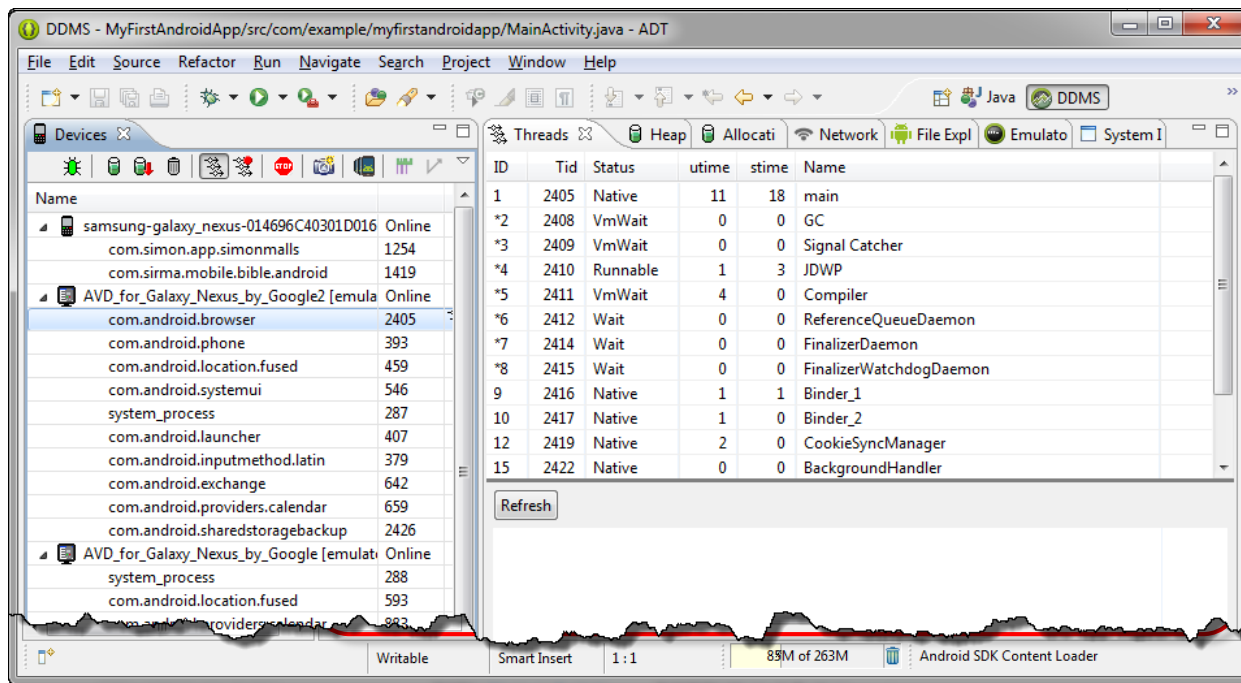 DDMS - MyFirstAndroidApp/src/com/example/myfirstandroidapp/MainActivity.java - ADT
File Edit Source Refactor Run Navigate Search Project Window Help
Java DDMS
Devices
Name
samsung-galaxy_nexus-014696C40301D016 Online
com.simon.app.simonmalls 1254
com.sirma.mobile.bible.android 1419
AVD_for_Galaxy_Nexus_by_Google2 [emula Online
com.android.browser 2405
com.android.phone 393
com.android.location.fused 459
com.android.systemui 546
system_process 287
com.android.launcher 407
com.android.inputmethod.latin 379
com.android.exchange 642
com.android.providers.calendar 659
com.android.sharedstoragebackup 2426
AVD_for_Galaxy_Nexus_by_Google [emulat Online
system_process 288
com.android.location.fused 593
Threads Heap Allocati Network File Expl Emulato System I
ID Tid Status utime stime Name
1 2405 Native 11 18 main
*2 2408 VmWait 0 0 GC
*3 2409 VmWait 0 0 Signal Catcher
*4 2410 Runnable 1 3 JDWP
*5 2411 VmWait 4 0 Compiler
*6 2412 Wait 0 0 ReferenceQueueDaemon
*7 2414 Wait 0 0 FinalizerDaemon
*8 2415 Wait 0 0 FinalizerWatchdogDaemon
9 2416 Native 1 1 Binder_1
10 2417 Native 1 0 Binder_2
12 2419 Native 2 0 CookieSyncManager
15 2422 Native 0 0 BackgroundHandler
Refresh
Writable Smart Insert 1 : 1 of 263M Android SDK Content Loader